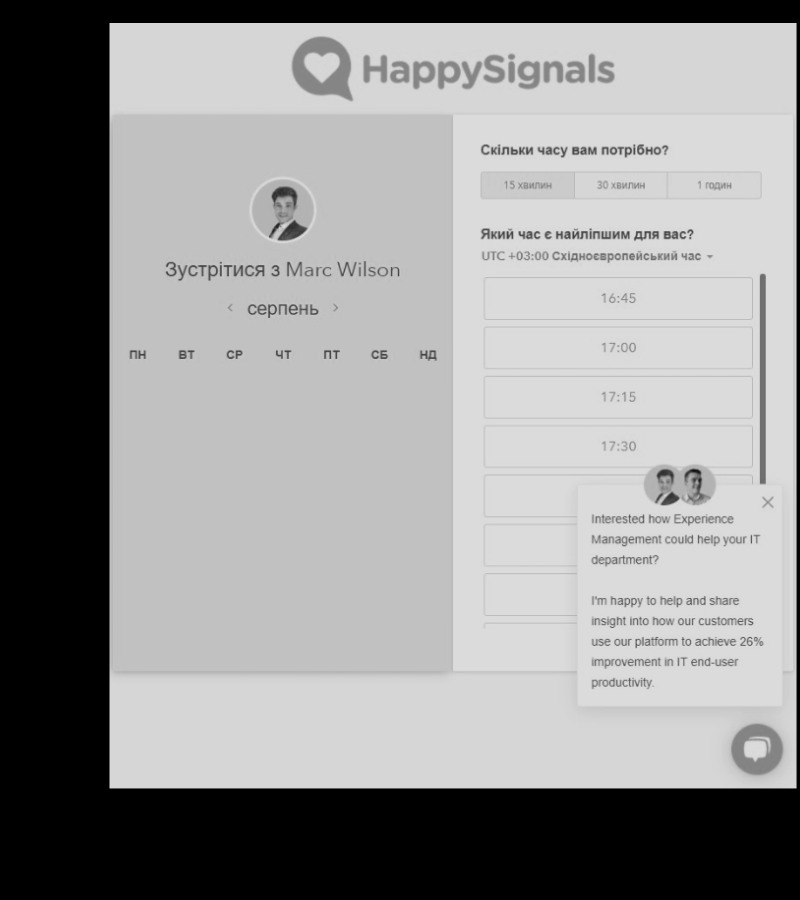 HappySignals
Зустрітися з Marc Wilson
серпень
ПН ВТ СР ЧТ ПТ СБ НД
Скільки часу вам потрібно?
15 хвилин 30 хвилин 1 годин
Який час є найліпшим для вас?
UTC +03:00 Східноєвропейський час
16:45
17:00
17:15
17:30
Interested how Experience
Management could help your IT
department?
I'm happy to help and share
insight into how our customers
use our platform to achieve 26%
improvement in IT end-user
productivity.